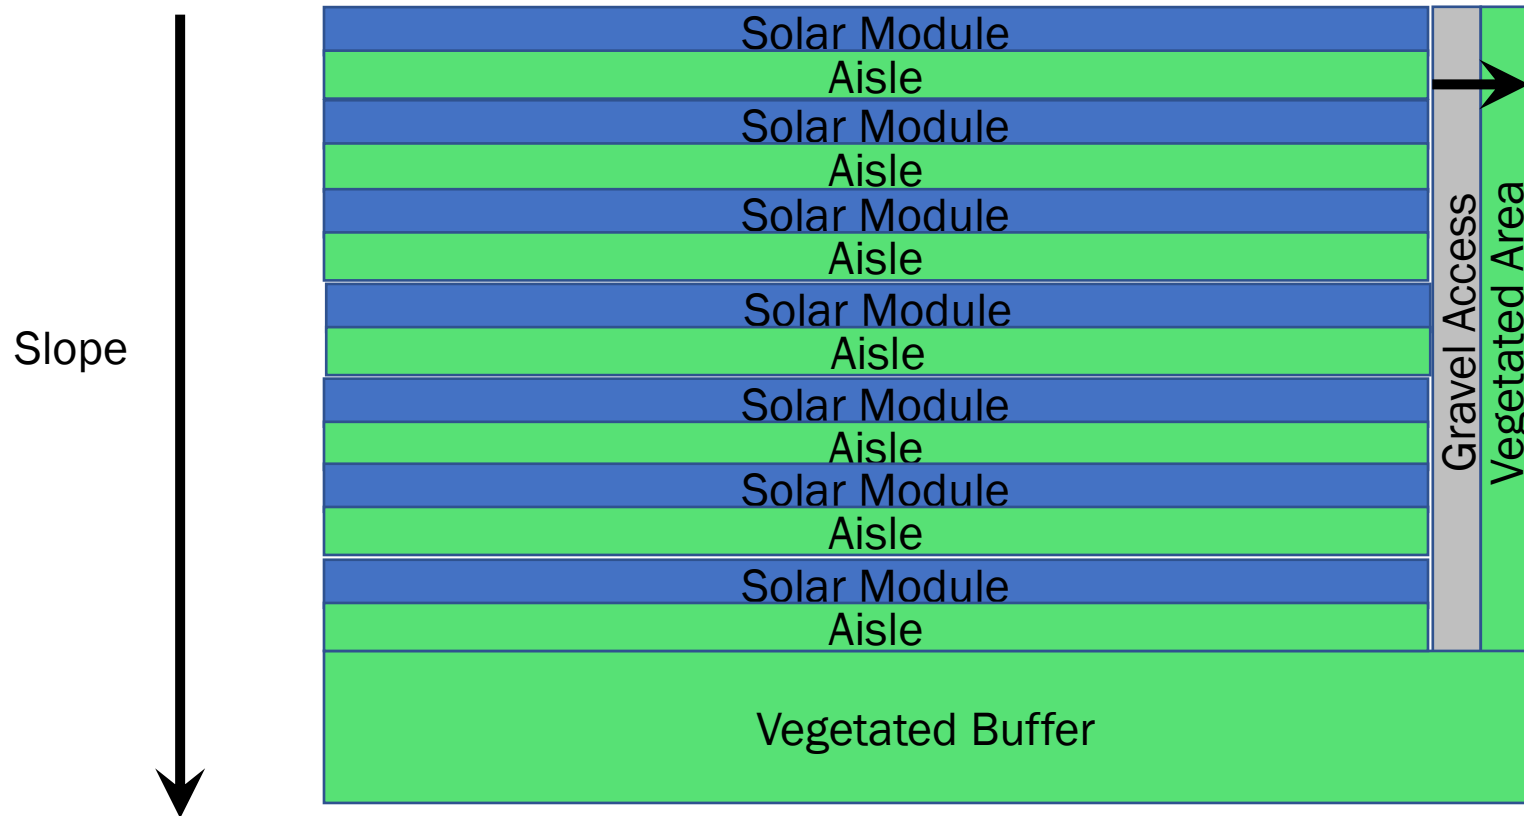 Solar Module
Aisle
Solar Module
Aisle
Solar Module
Aisle
Solar Module
Aisle
Solar Module
Aisle
Solar Module
Aisle
Solar Module
Aisle
Slope
Gravel Access
Vegetated Area
Vegetated Buffer